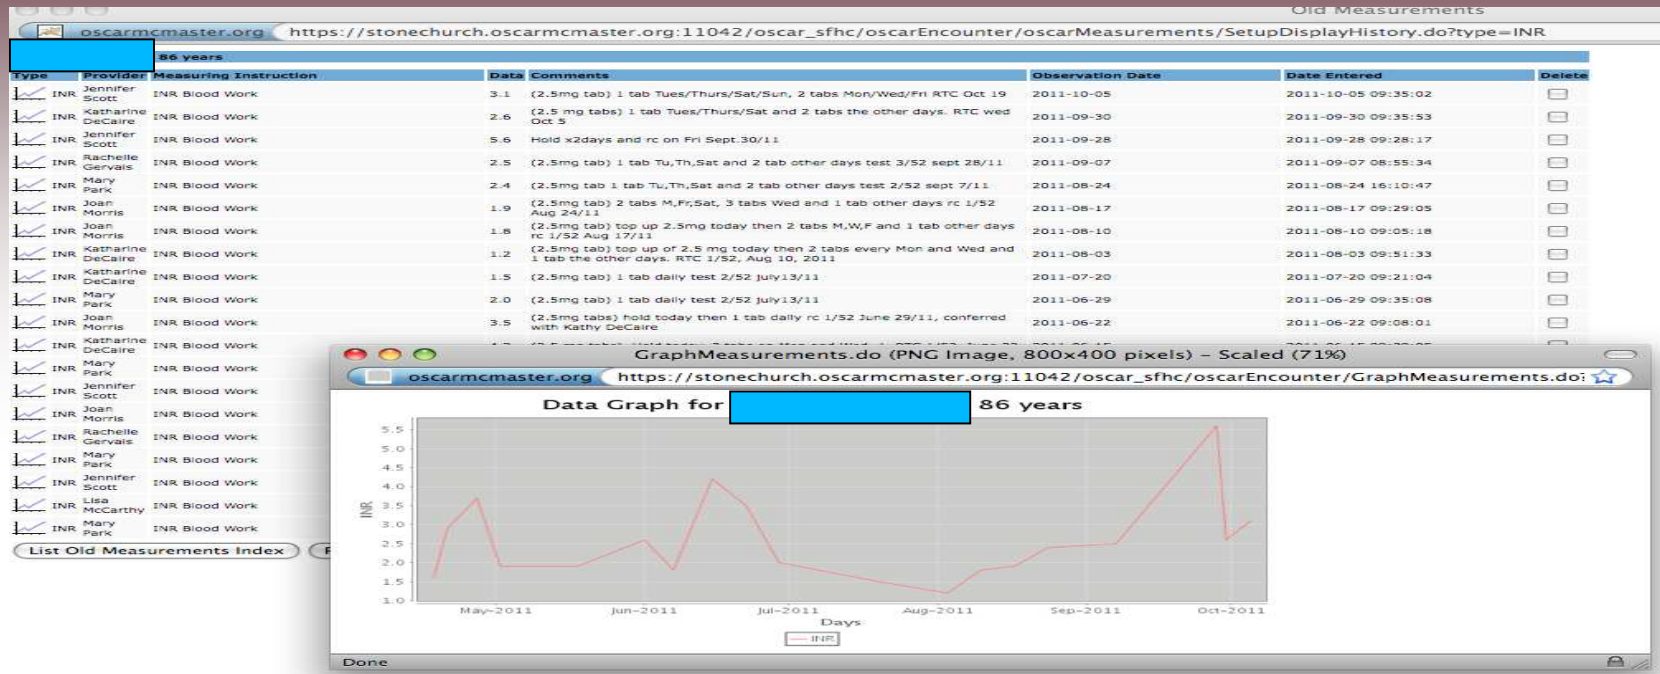 Old Measurements
oscarmcmaster.org https://stonechurch.oscarmcmaster.org:11042/oscar_sfhc/oscarEncounter/oscarMeasurements/SetupDisplayHistory.do?type=INR
86 years
Type Provider Measuring Instruction Data Comments Observation Date Date Entered Delete
INR Jennifer Scott INR Blood Work 3.1 (2.5mg tab) 1 tab Tues/Thurs/Sat/Sun, 2 tabs Mon/Wed/Fri RTC Oct 19 2011-10-05 2011-10-05 09:35:02
INR Katharine DeCaire INR Blood Work 2.6 (2.5 mg tabs) 1 tab Tues/Thurs/Sat and 2 tabs the other days. RTC wed Oct 5 2011-09-30 2011-09-30 09:35:53
INR Jennifer Scott INR Blood Work 5.6 Hold x2days and rc on Fri Sept.30/11 2011-09-28 2011-09-28 09:28:17
INR Rachelle Gervais INR Blood Work 2.5 (2.5mg tab) 1 tab Tu,Th,Sat and 2 tab other days test 3/52 sept 28/11 2011-09-07 2011-09-07 08:55:34
INR Mary Park INR Blood Work 2.4 (2.5mg tab 1 tab Tu,Th,Sat and 2 tab other days test 2/52 sept 7/11 2011-08-24 2011-08-24 16:10:47
INR Joan Morris INR Blood Work 1.9 (2.5mg tab) 2 tabs M,Fr,Sat, 3 tabs Wed and 1 tab other days rc 1/52 Aug 24/11 2011-08-17 2011-08-17 09:29:05
INR Joan Morris INR Blood Work 1.8 (2.5mg tab) top up 2.5mg today then 2 tabs M,W,F and 1 tab other days rc 1/52 Aug 17/11 2011-08-10 2011-08-10 09:05:18
INR Katharine DeCaire INR Blood Work 1.2 (2.5mg tab) top up of 2.5 mg today then 2 tabs every Mon and Wed and 1 tab the other days. RTC 1/52, Aug 10, 2011 2011-08-03 2011-08-03 09:51:33
INR Katharine DeCaire INR Blood Work 1.5 (2.5mg tab) 1 tab daily test 2/52 july13/11 2011-07-20 2011-07-20 09:21:04
INR Mary Park INR Blood Work 2.0 (2.5mg tab) 1 tab daily test 2/52 july13/11 2011-06-29 2011-06-29 09:35:08
INR Joan Morris INR Blood Work 3.5 (2.5mg tabs) hold today then 1 tab daily rc 1/52 June 29/11, conferred with Kathy DeCaire 2011-06-22 2011-06-22 09:08:01
INR Katharine DeCaire INR Blood Work
INR Mary Park INR Blood Work
INR Jennifer Scott INR Blood Work
INR Joan Morris INR Blood Work
INR Rachelle Gervais INR Blood Work
INR Mary Park INR Blood Work
INR Jennifer Scott INR Blood Work
INR Lisa McCarthy INR Blood Work
INR Mary Park INR Blood Work
List Old Measurements Index
GraphMeasurements.do (PNG Image, 800x400 pixels) – Scaled (71%)
oscarmcmaster.org https://stonechurch.oscarmcmaster.org:11042/oscar_sfhc/oscarEncounter/GraphMeasurements.do?
Data Graph for 86 years
5.5
5.0
4.5
4.0
3.5
3.0
2.5
2.0
1.5
1.0
INR
May-2011 Jun-2011 Jul-2011 Aug-2011 Sep-2011 Oct-2011
Days
INR
Done